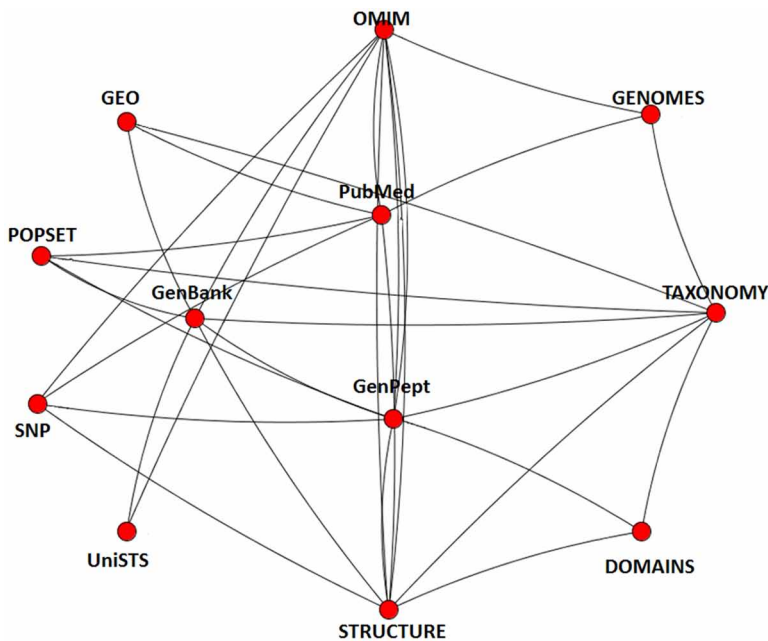 OMIM
GEO
GENOMES
PubMed
POPSET
GenBank
TAXONOMY
GenPept
SNP
UniSTS
DOMAINS
STRUCTURE